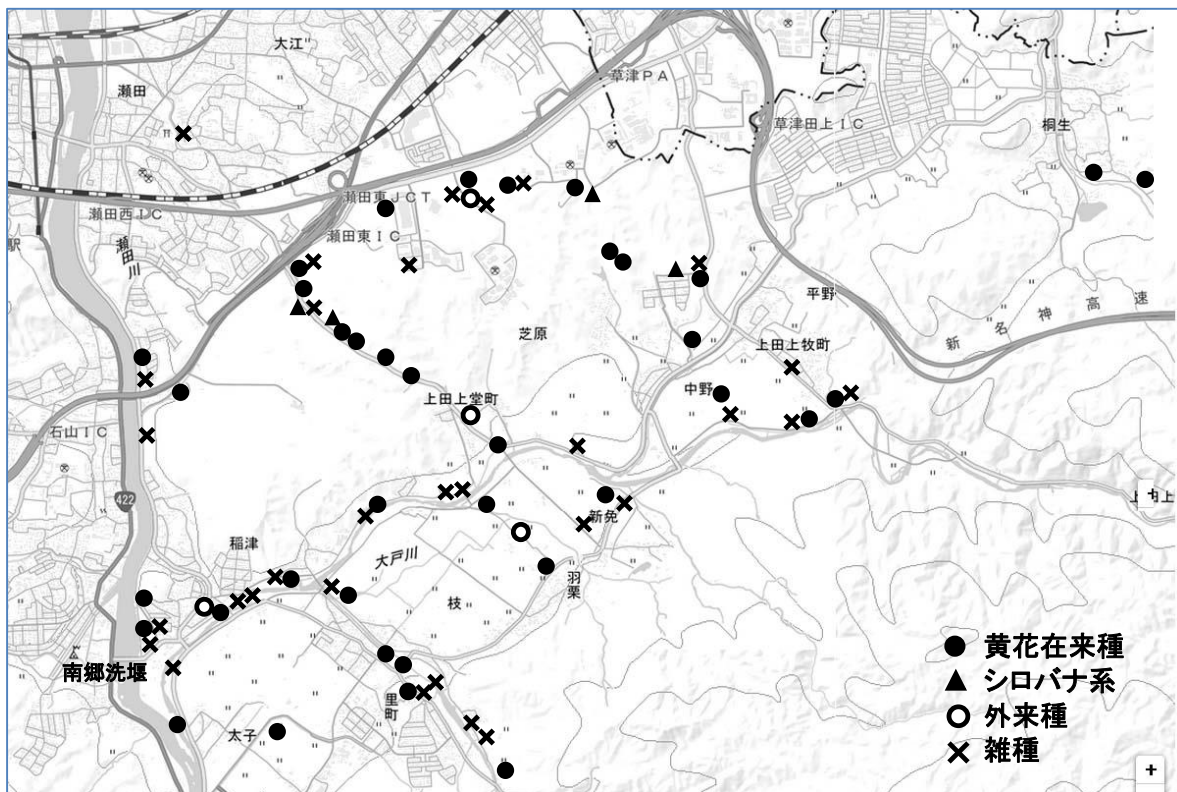 大江
瀬田
草津PA
草津田上IC
桐生
瀬田東JCT
瀬田西IC
瀬田東IC
駅
瀬田川
平野
新名神高速
芝原
上田上牧町
中野
上田上堂町
石山IC
422
新免
稲津
大戸川
羽栗
枝
南郷洗堰
里町
太子
黄花在来種
シロバナ系
外来種
雑種